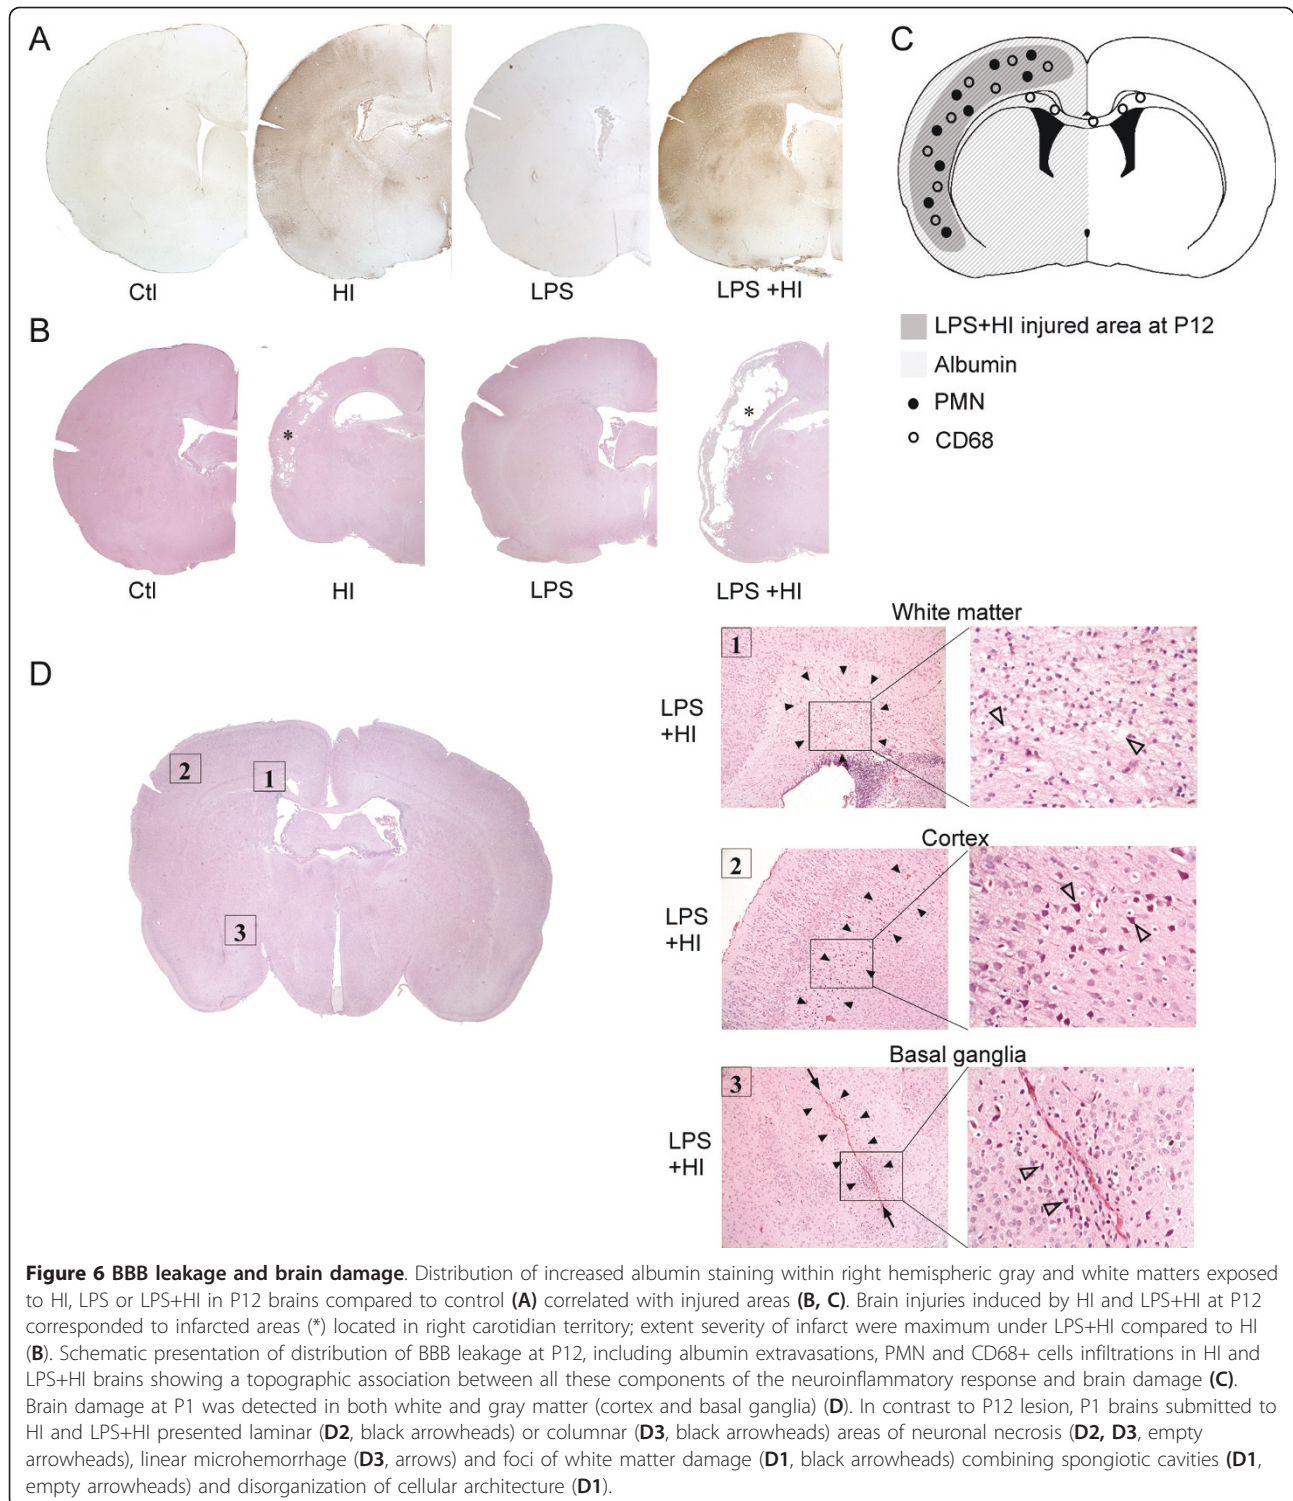 A
Ctl
HI
LPS
LPS +HI
C
LPS+HI injured area at P12
Albumin
PMN
CD68
B
*
*
Ctl
HI
LPS
LPS +HI
D
2
1
3
White matter
1
LPS
+HI
Cortex
2
LPS
+HI
Basal ganglia
3
LPS
+HI
Figure 6 BBB leakage and brain damage. Distribution of increased albumin staining within right hemispheric gray and white matters exposed
to HI, LPS or LPS+HI in P12 brains compared to control (A) correlated with injured areas (B, C). Brain injuries induced by HI and LPS+HI at P12
corresponded to infarcted areas (*) located in right carotidian territory; extent severity of infarct were maximum under LPS+HI compared to HI
(B). Schematic presentation of distribution of BBB leakage at P12, including albumin extravasations, PMN and CD68+ cells infiltrations in HI and
LPS+HI brains showing a topographic association between all these components of the neuroinflammatory response and brain damage (C).
Brain damage at P1 was detected in both white and gray matter (cortex and basal ganglia) (D). In contrast to P12 lesion, P1 brains submitted to
HI and LPS+HI presented laminar (D2, black arrowheads) or columnar (D3, black arrowheads) areas of neuronal necrosis (D2, D3, empty
arrowheads), linear microhemorrhage (D3, arrows) and foci of white matter damage (D1, black arrowheads) combining spongiotic cavities (D1,
empty arrowheads) and disorganization of cellular architecture (D1).